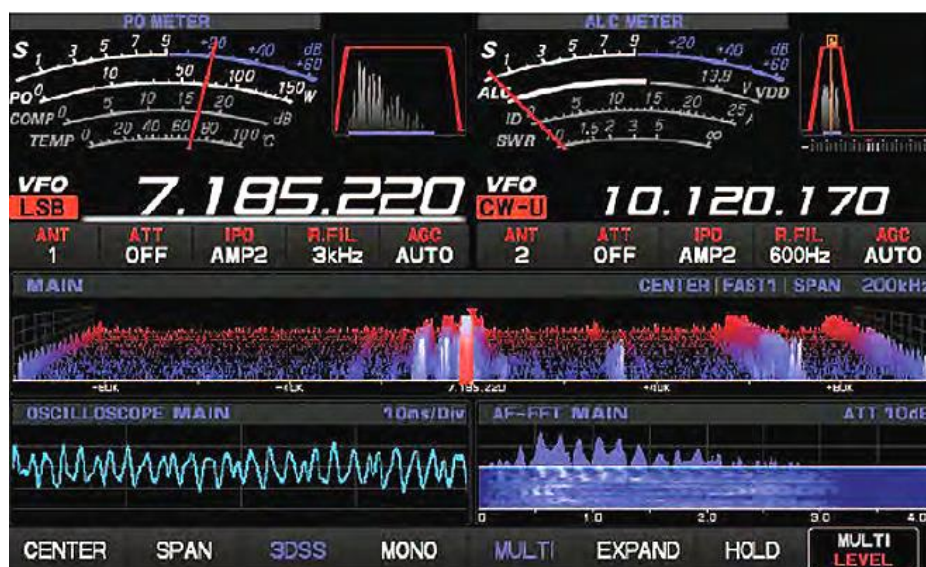 PO METER ALC METER
S 1 3 5 7 9 +20 +40 +60 dB
S 1 3 5 7 9 +20 +40 +60 dB
PO 0 10 50 100 150 W
ALC 13.8 V VDD
COMP 0 5 10 15 20 dB
ID 0 5 10 15 20 25 A
TEMP 0 20 40 60 80 100 °C
SWR 1.0 1.5 2 3 5 ∞
VFO 7.185.220 VFO 10.120.170
LSB CW-U
ANT ATT IPO R.FIL AGC ANT ATT IPO R.FIL AGC
1 OFF AMP2 3kHz AUTO 2 OFF AMP2 600Hz AUTO
MAIN CENTER | FAST1 | SPAN 200kHz
7.185.220 +40K +80K
OSCILLOSCOPE MAIN 10ms/Div AF-FFT MAIN ATT 10dB
0 1.0 2.0 3.0 4.0
CENTER SPAN 3DSS MONO MULTI EXPAND HOLD MULTI
LEVEL